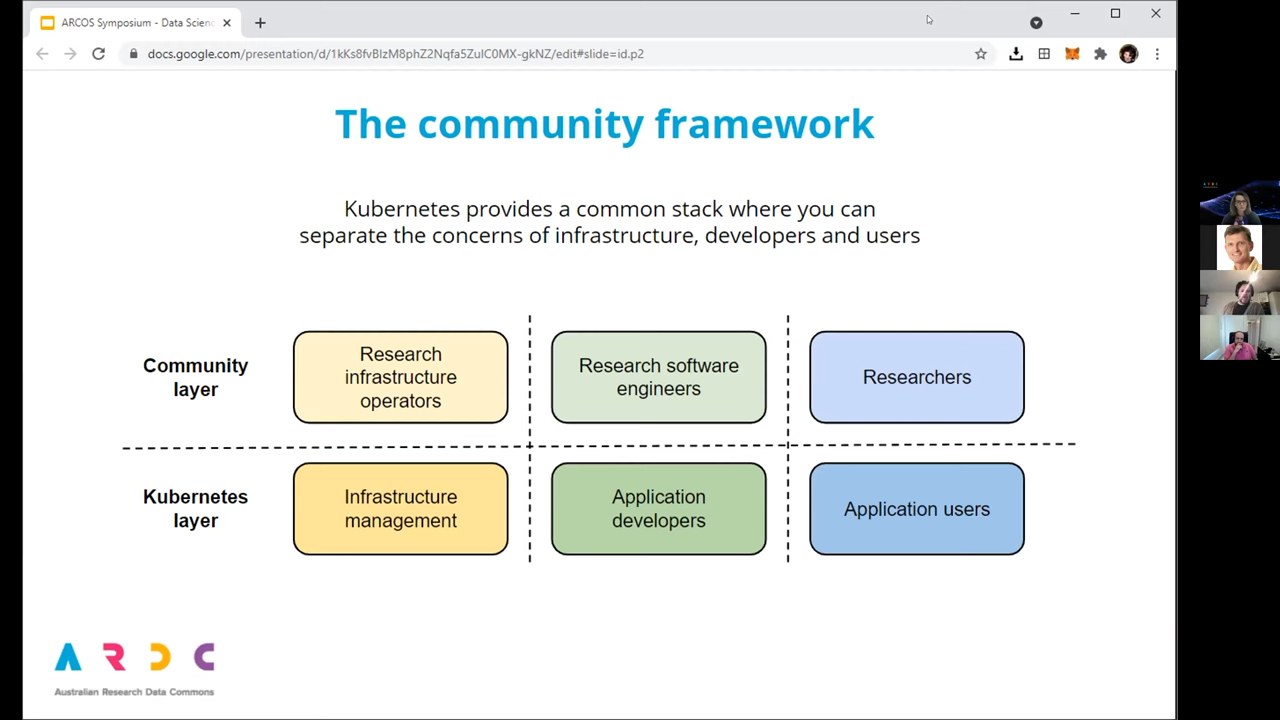 ARCOS Symposium - Data Scienc
docs.google.com/presentation/d/1kKs8fvBlzM8phZ2Nqfa5ZulC0MX-gkNZ/edit#slide=id.p2
The community framework
Kubernetes provides a common stack where you can
separate the concerns of infrastructure, developers and users
Community
layer
Research
infrastructure
operators
Research software
engineers
Researchers
Kubernetes
layer
Infrastructure
management
Application
developers
Application users
ARDC
Australian Research Data Commons